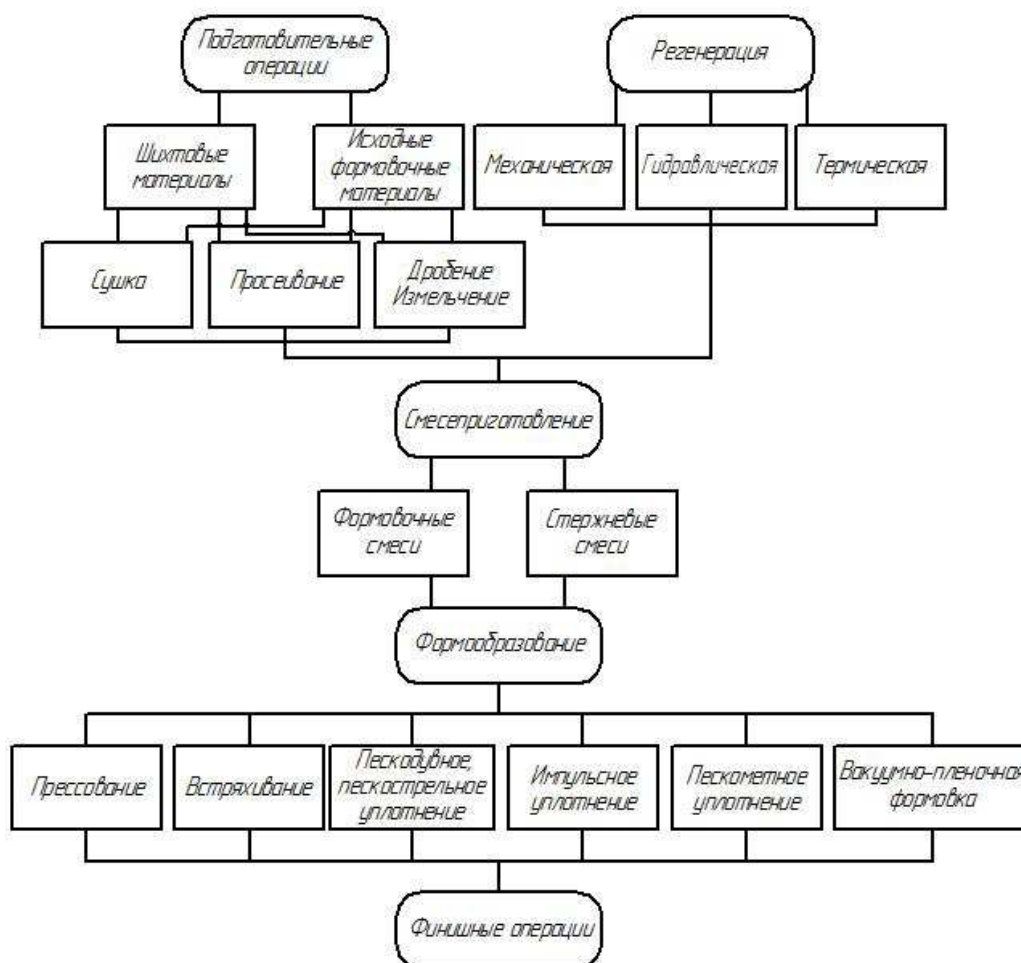 Подготовительные
операции
Регенерация
Шихтовые
материалы
Исходные
формовочные
материалы
Механическая
Гидравлическая
Термическая
Сушка
Просеивание
Дробение
Измельчение
Смесеприготовление
Формовочные
смеси
Стержневые
смеси
Формообразование
Прессование
Встряхивание
Пескодувное,
пескострельное
уплотнение
Импульсное
уплотнение
Пескометное
уплотнение
Вакуумно-пленочная
формовка
Финишные операции